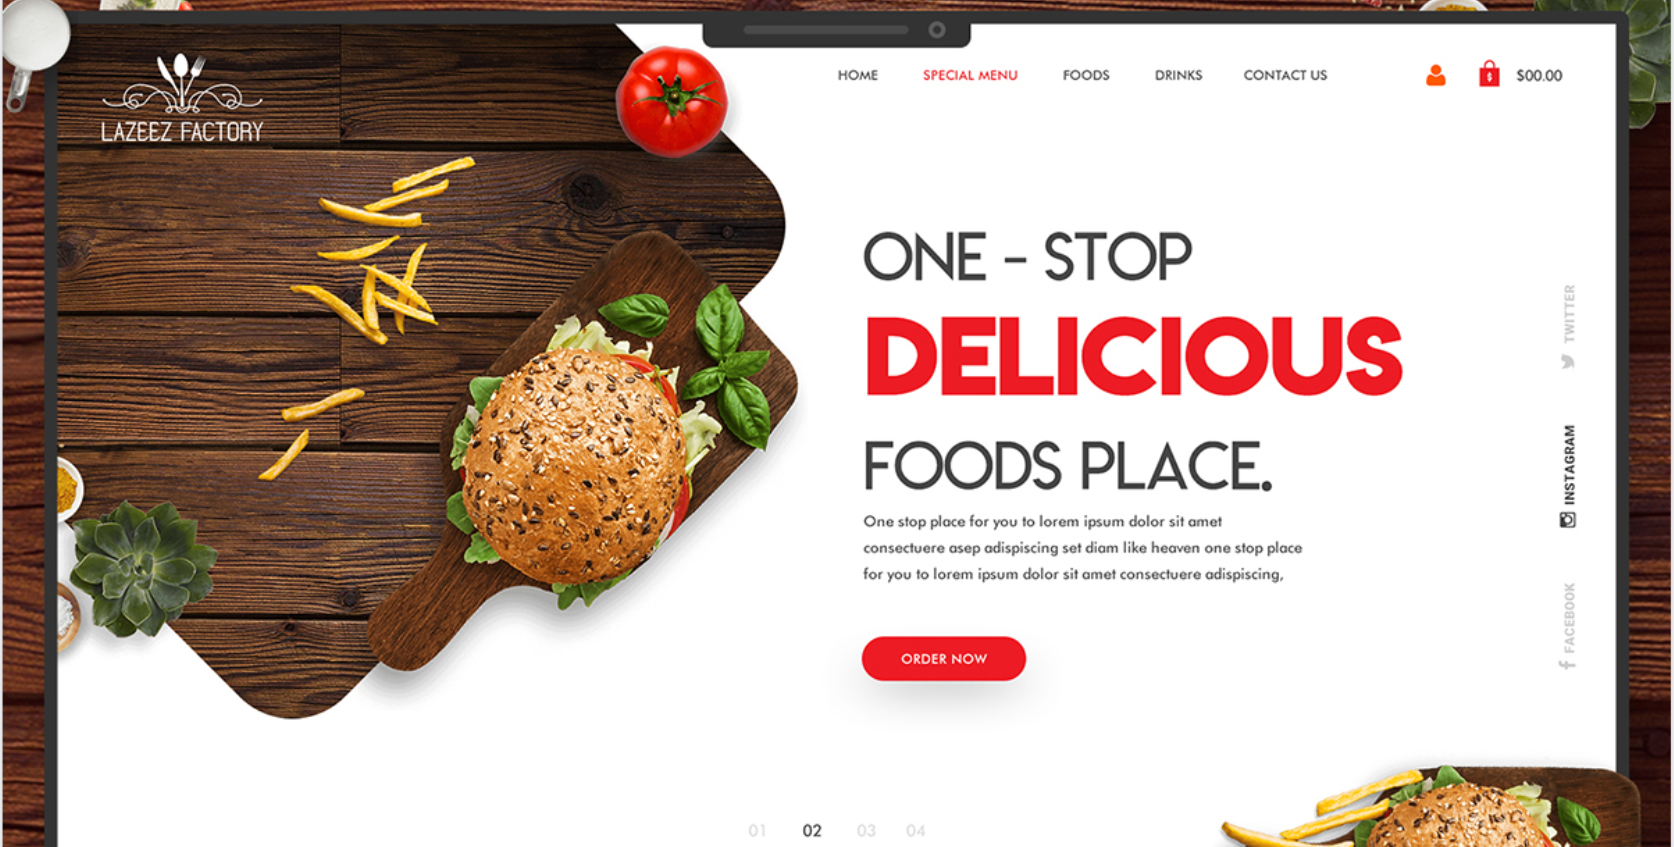 LAZEEZ FACTORY
HOME SPECIAL MENU FOODS DRINKS CONTACT US $ $00.00
ONE - STOP
DELICIOUS
FOODS PLACE.
One stop place for you to lorem ipsum dolor sit amet
consectuere asep adipiscing set diam like heaven one stop place
for you to lorem ipsum dolor sit amet consectuere adipiscing,
ORDER NOW
TWITTER
INSTAGRAM
FACEBOOK
01 02 03 04